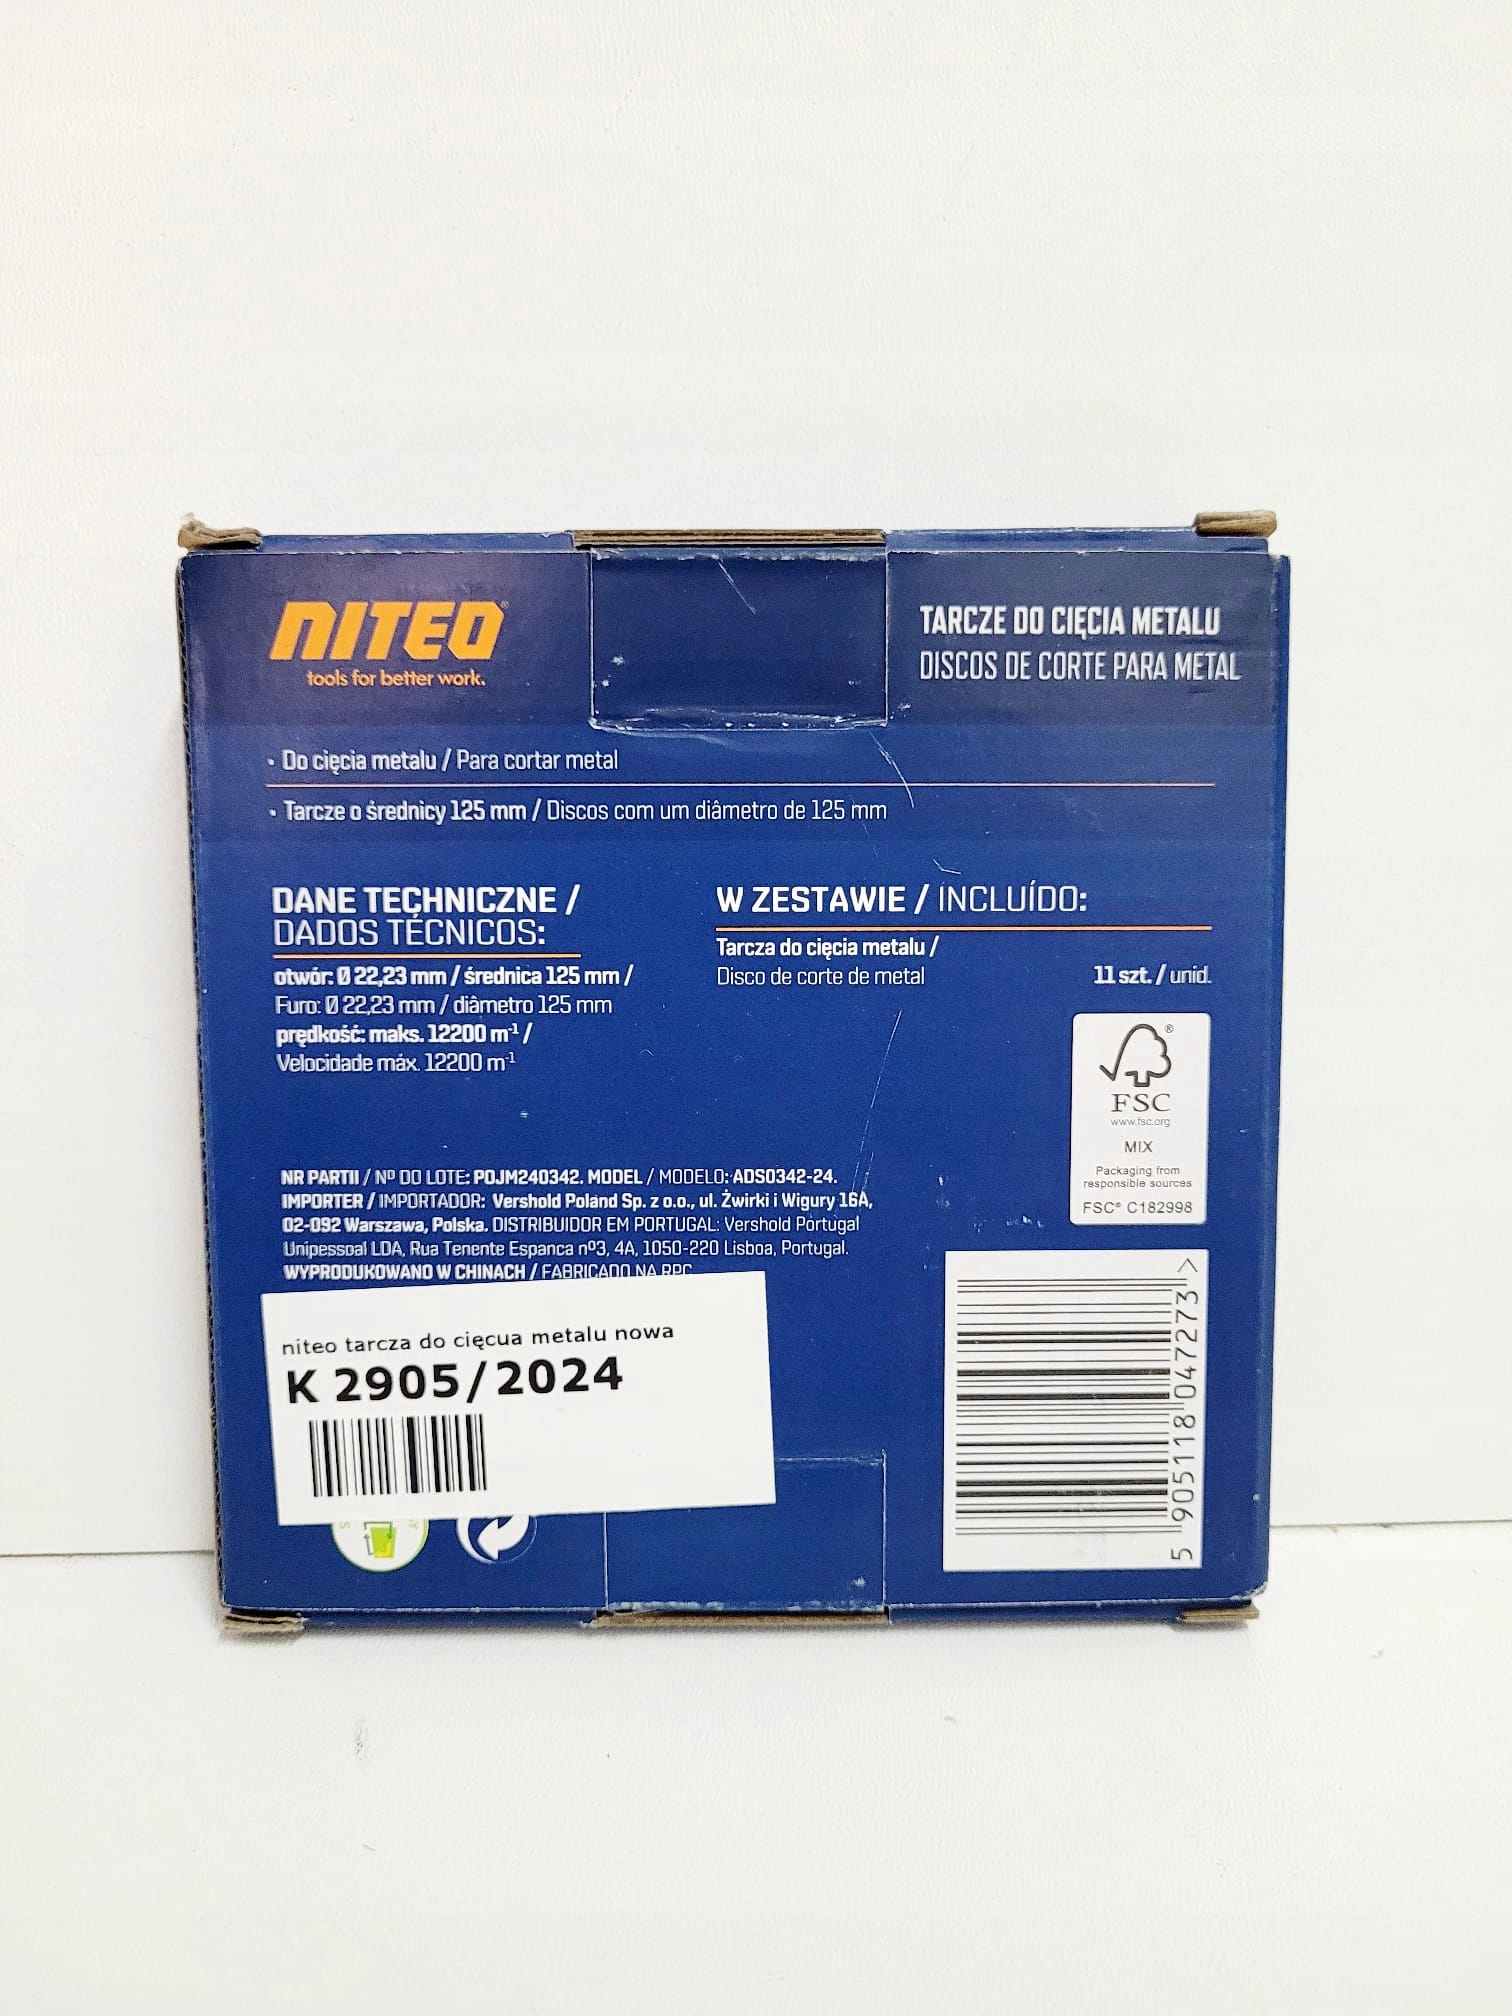 NITEO®
tools for better work.
TARCZE DO CIĘCIA METALU
DISCOS DE CORTE PARA METAL
• Do cięcia metalu / Para cortar metal
• Tarcze o średnicy 125 mm / Discos com um diâmetro de 125 mm
DANE TECHNICZNE /
DADOS TÉCNICOS:
otwór: Ø 22,23 mm / średnica 125 mm /
Furo: Ø 22,23 mm / diâmetro 125 mm
prędkość: maks. 12200 m⁻¹ /
Velocidade máx. 12200 m⁻¹
W ZESTAWIE / INCLUÍDO:
Tarcza do cięcia metalu /
Disco de corte de metal 11 szt. / unid.
®
FSC
www.fsc.org
MIX
Packaging from
responsible sources
FSC® C182998
NR PARTII / Nº DO LOTE: POJM240342. MODEL / MODELO: ADS0342-24.
IMPORTER / IMPORTADOR: Vershold Poland Sp. z o.o., ul. Żwirki i Wigury 16A,
02-092 Warszawa, Polska. DISTRIBUIDOR EM PORTUGAL: Vershold Portugal
Unipessoal LDA, Rua Tenente Espanca nº3, 4A, 1050-220 Lisboa, Portugal.
WYPRODUKOWANO W CHINACH / FABRICADO NA RPC
niteo tarcza do cięcua metalu nowa
K 2905/2024
5 905118 047273 >